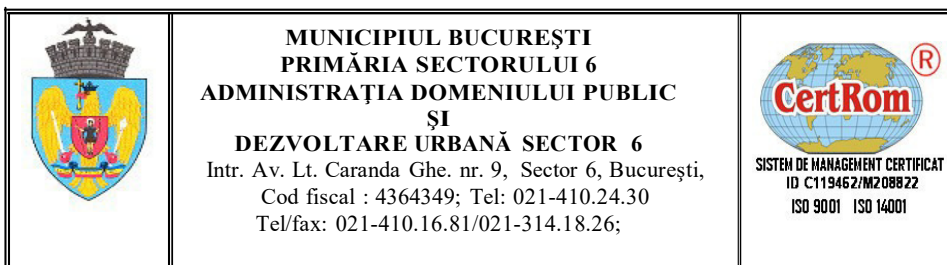 MUNICIPIUL BUCUREŞTI
PRIMĂRIA SECTORULUI 6
ADMINISTRAŢIA DOMENIULUI PUBLIC
ŞI
DEZVOLTARE URBANĂ SECTOR 6
Intr. Av. Lt. Caranda Ghe. nr. 9, Sector 6, Bucureşti,
Cod fiscal : 4364349; Tel: 021-410.24.30
Tel/fax: 021-410.16.81/021-314.18.26;
CertRom ®
SISTEM DE MANAGEMENT CERTIFICAT
ID C119462/M208822
ISO 9001 ISO 14001